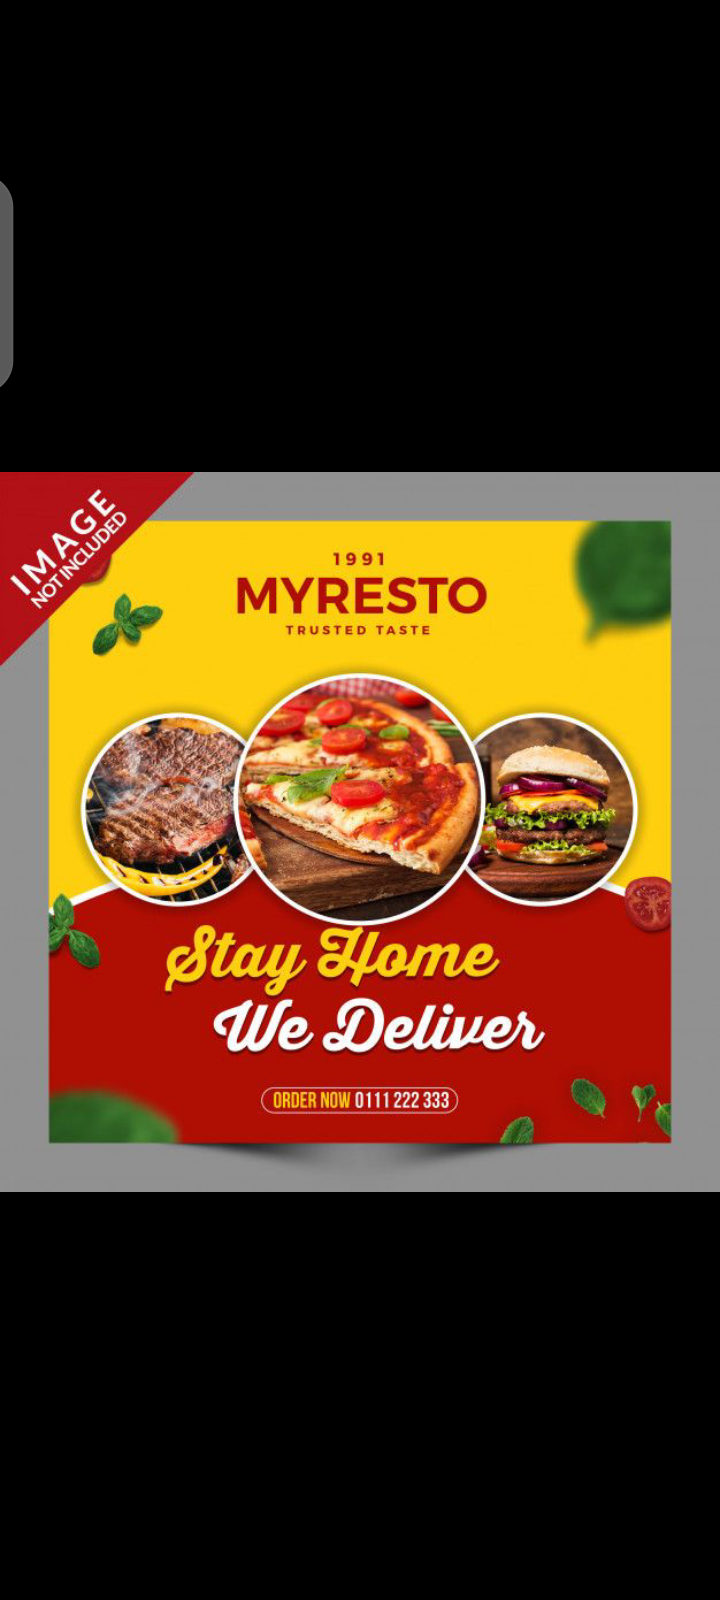 IMAGE
NOT INCLUDED
1991
MYRESTO
TRUSTED TASTE
Stay Home
We Deliver
ORDER NOW 0111 222 333